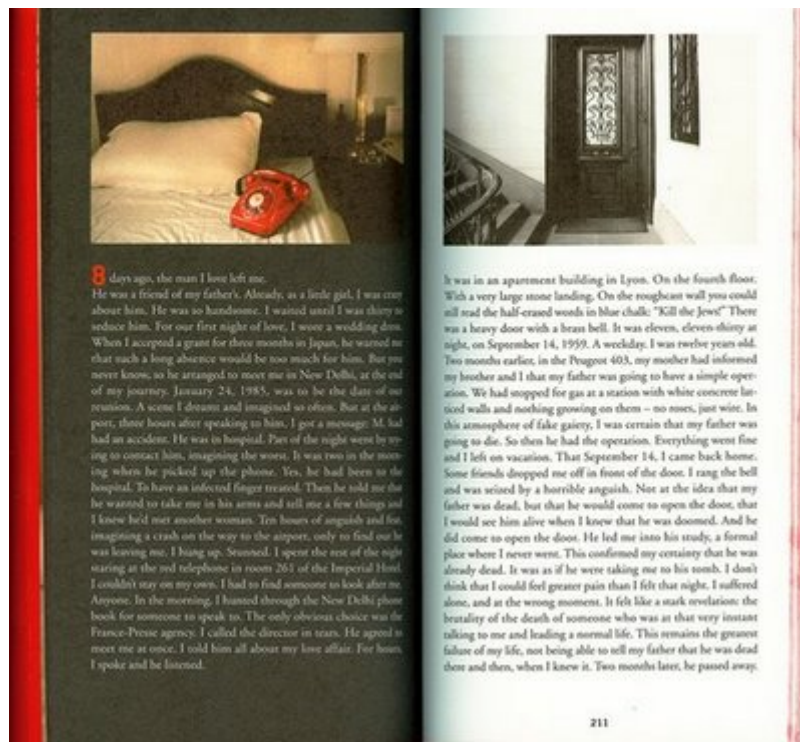 8 days ago, the man I love left me.
He was a friend of my father's. Already, as a little girl, I was crazy
about him. He was so handsome. I waited until I was thirty to
seduce him. For our first night of love, I wore a wedding dress.
When I accepted a grant for three months in Japan, he warned me
that such a long absence would be too much for him. But you
never know, so he arranged to meet me in New Delhi, at the end
of my journey. January 24, 1985, was to be the date of our
reunion. A scene I dreamt and imagined so often. But at the air-
port, three hours after speaking to him, I got a message: M. had
had an accident. He was in hospital. Part of the night went by try-
ing to contact him, imagining the worst. It was two in the morn-
ing when he picked up the phone. Yes, he had been to the
hospital. To have an infected finger treated. Then he told me that
he wanted to take me in his arms and tell me a few things and
I knew he'd met another woman. Ten hours of anguish and fear,
imagining a crash on the way to the airport, only to find out he
was leaving me. I hung up. Stunned. I spent the rest of the night
staring at the red telephone in room 261 of the Imperial Hotel.
I couldn't stay on my own. I had to find someone to look after me.
Anyone. In the morning, I hunted through the New Delhi phone
book for someone to speak to. The only obvious choice was the
France-Presse agency. I called the director in tears. He agreed to
meet me at once. I told him all about my love affair. For hours,
I spoke and he listened.
It was in an apartment building in Lyon. On the fourth floor.
With a very large stone landing. On the roughcast wall you could
still read the half-erased words in blue chalk: "Kill the Jews!" There
was a heavy door with a brass bell. It was eleven, eleven-thirty at
night, on September 14, 1959. A weekday. I was twelve years old.
Two months earlier, in the Peugeot 403, my mother had informed
my brother and I that my father was going to have a simple oper-
ation. We had stopped for gas at a station with white concrete lat-
ticed walls and nothing growing on them – no roses, just wire. In
this atmosphere of fake gaiety, I was certain that my father was
going to die. So then he had the operation. Everything went fine
and I left on vacation. That September 14, I came back home.
Some friends dropped me off in front of the door. I rang the bell
and was seized by a horrible anguish. Not at the idea that my
father was dead, but that he would come to open the door, that
I would see him alive when I knew that he was doomed. And he
did come to open the door. He led me into his study, a formal
place where I never went. This confirmed my certainty that he was
already dead. It was as if he were taking me to his tomb. I don't
think that I could feel greater pain than I felt that night. I suffered
alone, and at the wrong moment. It felt like a stark revelation: the
brutality of the death of someone who was at that very instant
talking to me and leading a normal life. This remains the greatest
failure of my life, not being able to tell my father that he was dead
there and then, when I knew it. Two months later, he passed away.
211